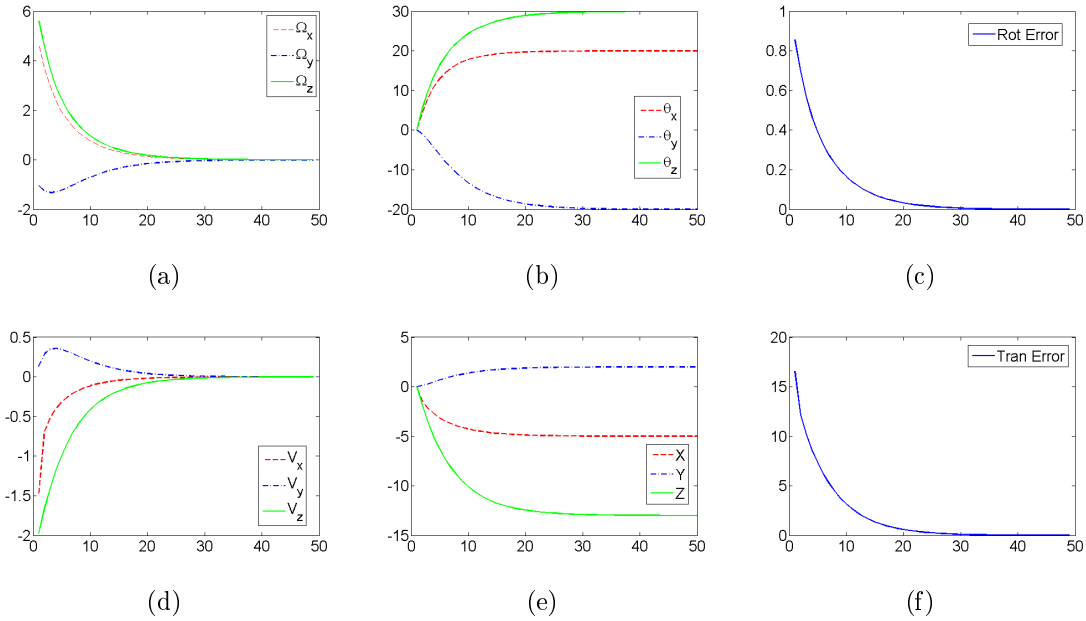 6
4
2
0
-2
0 10 20 30 40 50
Ωx
Ωy
Ωz
(a)
30
20
10
0
-10
-20
0 10 20 30 40 50
θx
θy
θz
(b)
1
0.8
0.6
0.4
0.2
0
0 10 20 30 40 50
Rot Error
(c)
0.5
0
-0.5
-1
-1.5
-2
0 10 20 30 40 50
Vx
Vy
Vz
(d)
5
0
-5
-10
-15
0 10 20 30 40 50
X
Y
Z
(e)
20
15
10
5
0
0 10 20 30 40 50
Tran Error
(f)